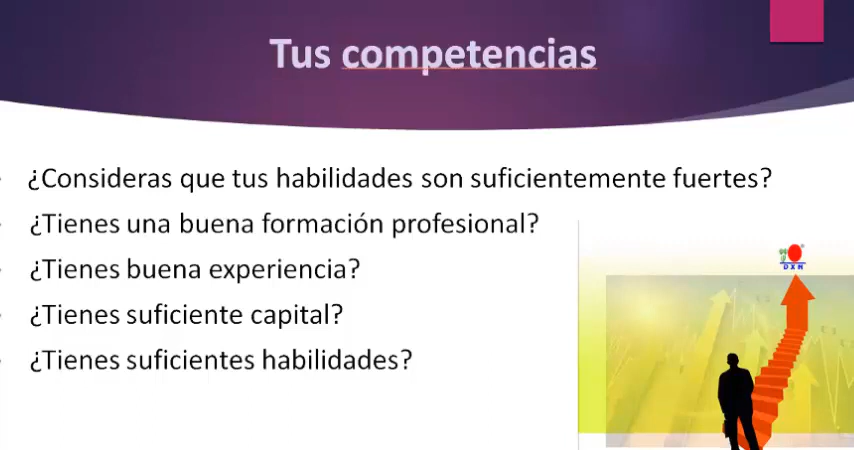 Tus competencias
¿Consideras que tus habilidades son suficientemente fuertes?
¿Tienes una buena formación profesional?
¿Tienes buena experiencia?
¿Tienes suficiente capital?
¿Tienes suficientes habilidades?
DXN